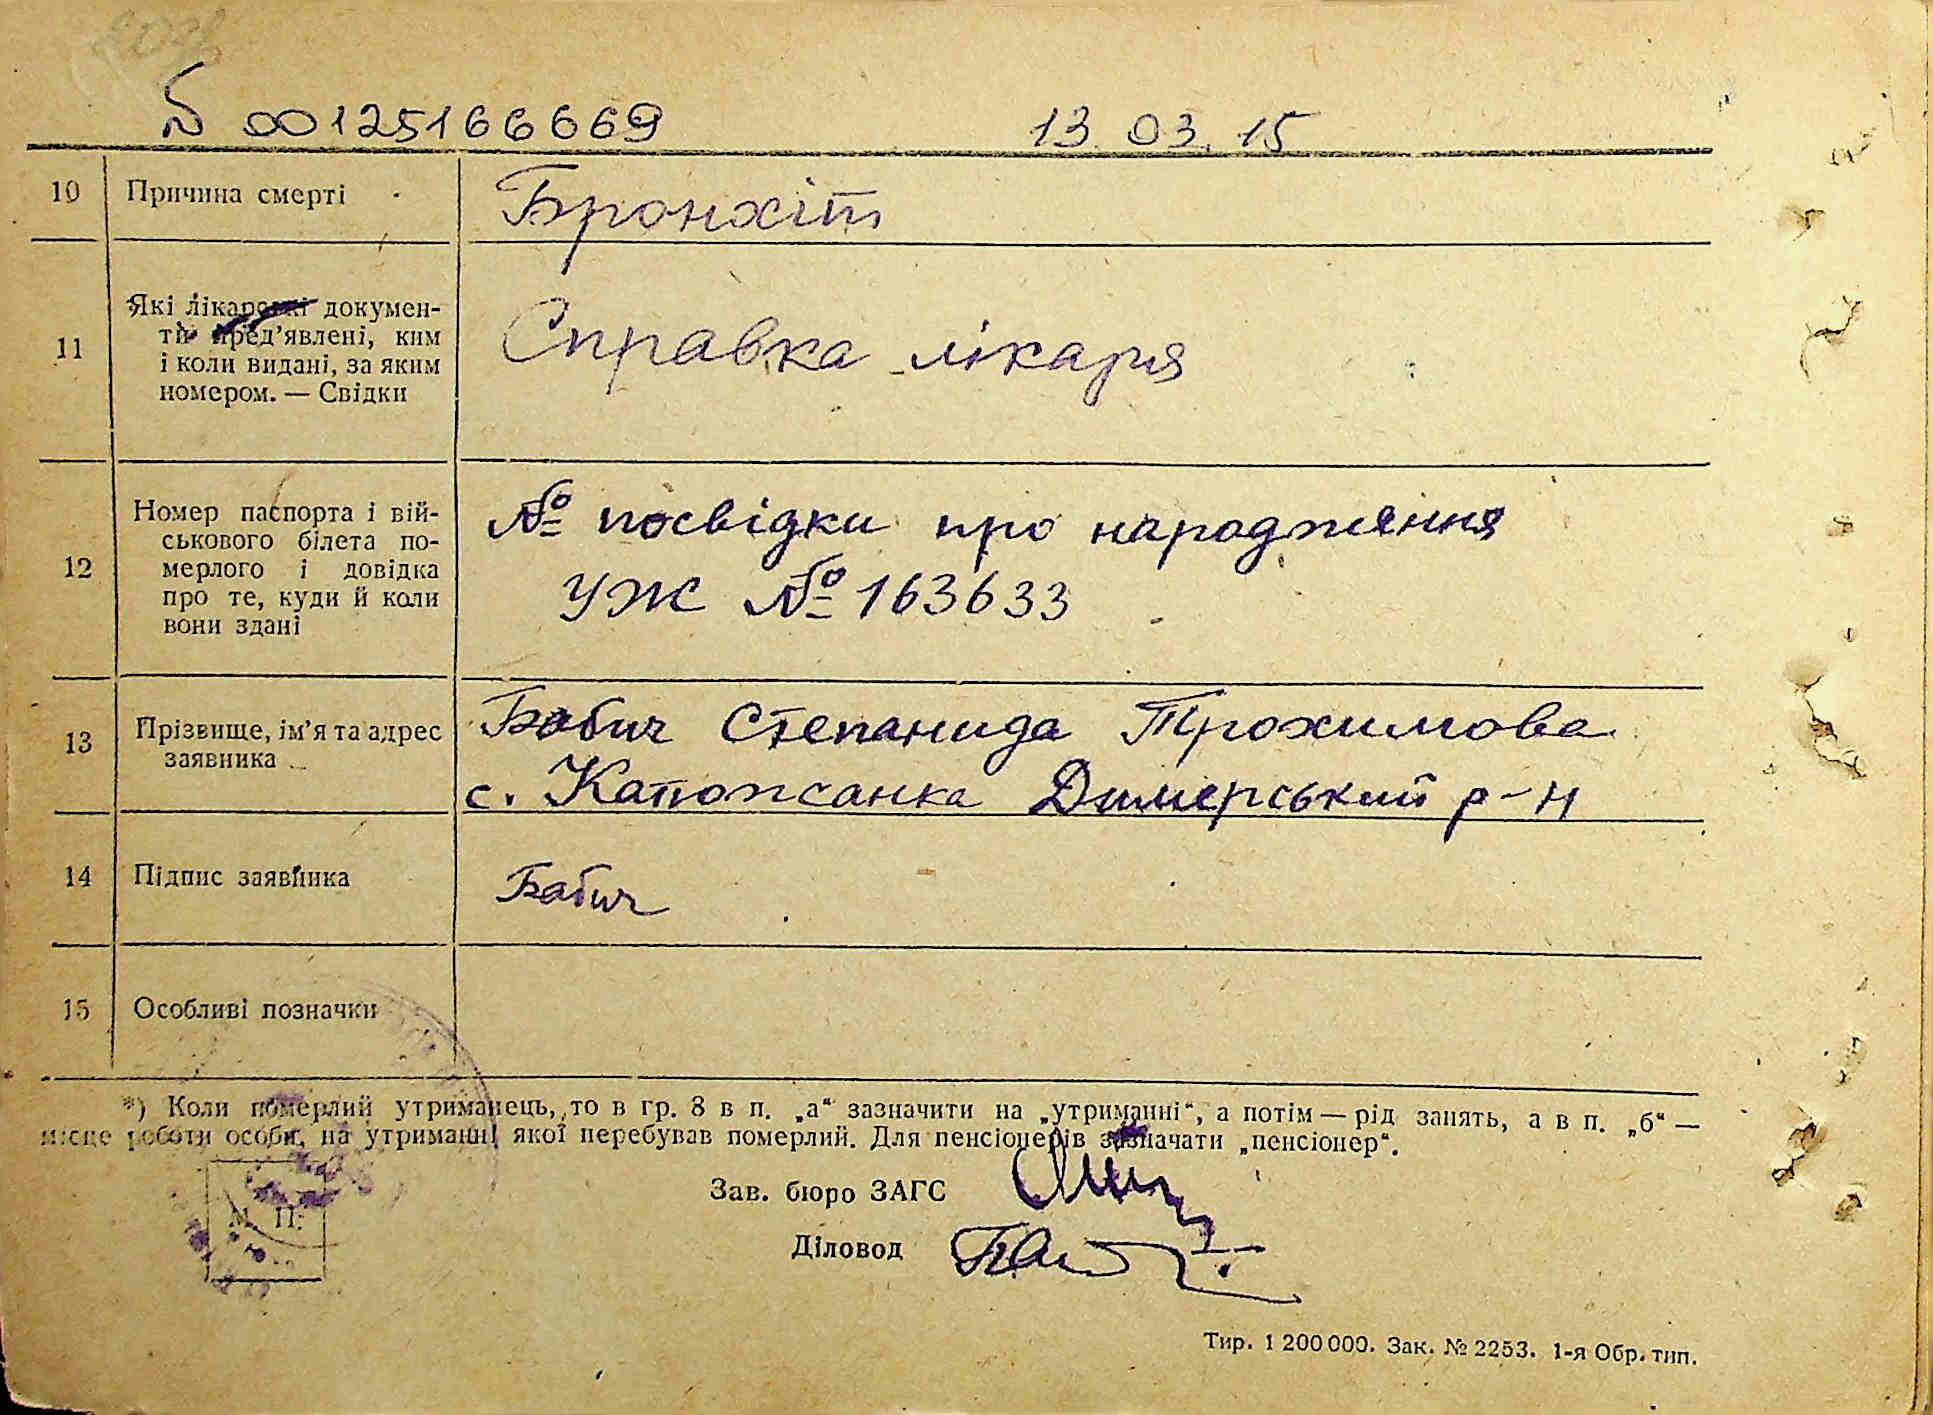 N 00125166669 13.03.15
10 Причина смерті Бронхіт
11 Які лікарські докумен-
ти пред’явлені, ким
і коли видані, за яким
номером. — Свідки
Справка лікаря
12 Номер паспорта і вій-
ськового білета по-
мерлого і довідка
про те, куди й коли
вони здані
№ посвідки про народження
УЖ № 163633
13 Прізвище, ім’я та адрес
заявника
Бабич Степанида Трохимова
с. Катюжанка Димерський р-н
14 Підпис заявника Бабич
15 Особливі позначки
*) Коли померлий утриманець, то в гр. 8 в п. „а“ зазначити на „утриманні“, а потім — рід занять, а в п. „б“ —
місце роботи особи, на утриманні якої перебував померлий. Для пенсіонерів зазначати „пенсіонер“.
Зав. бюро ЗАГС
Діловод
М. П.
Тир. 1 200 000. Зак. № 2253. 1-я Обр. тип.